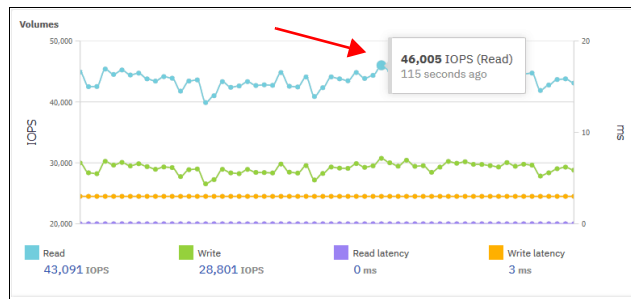 Volumes
50,000
40,000
30,000
20,000
IOPS
20
10
0
ms
46,005 IOPS (Read)
115 seconds ago
Read
43,091 IOPS
Write
28,801 IOPS
Read latency
0 ms
Write latency
3 ms